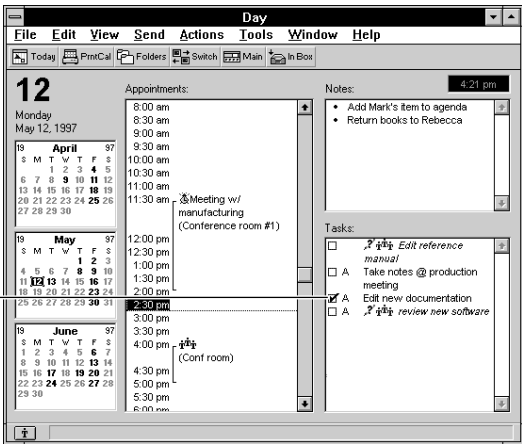 Day
File Edit View Send Actions Tools Window Help
Today PrntCal Folders Switch Main In Box
12
Monday
May 12, 1997
19 April 97
S M T W T F S
1 2 3 4 5
6 7 8 9 10 11 12
13 14 15 16 17 18 19
20 21 22 23 24 25 26
27 28 29 30
19 May 97
S M T W T F S
1 2 3
4 5 6 7 8 9 10
11 12 13 14 15 16 17
18 19 20 21 22 23 24
25 26 27 28 29 30 31
19 June 97
S M T W T F S
1 2 3 4 5 6 7
8 9 10 11 12 13 14
15 16 17 18 19 20 21
22 23 24 25 26 27 28
29 30
Appointments:
8:00 am
8:30 am
9:00 am
9:30 am
10:00 am
10:30 am
11:00 am
11:30 am Meeting w/
manufacturing
(Conference room #1)
12:00 pm
12:30 pm
1:00 pm
1:30 pm
2:00 pm
2:30 pm
3:00 pm
3:30 pm
4:00 pm
(Conf room)
4:30 pm
5:00 pm
5:30 pm
6:00 pm
4:21 pm
Notes:
• Add Mark's item to agenda
• Return books to Rebecca
Tasks:
Edit reference
manual
A Take notes @ production
meeting
A Edit new documentation
A review new software